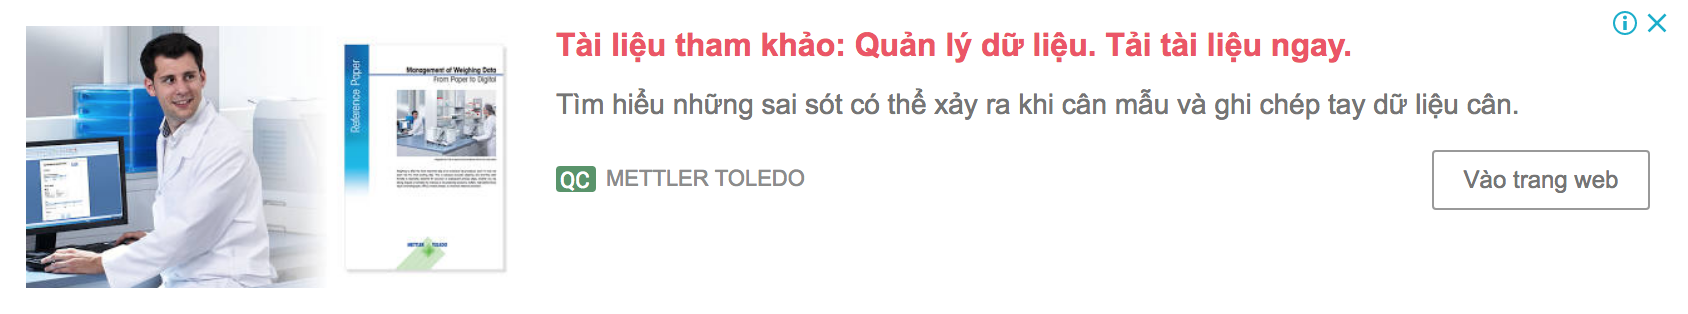 Tài liệu tham khảo: Quản lý dữ liệu. Tải tài liệu ngay.
Tìm hiểu những sai sót có thể xảy ra khi cân mẫu và ghi chép tay dữ liệu cân.
QC METTLER TOLEDO
Vào trang web
Reference Paper
Management of Weighing Data
From Paper to Digital
METTLER TOLEDO